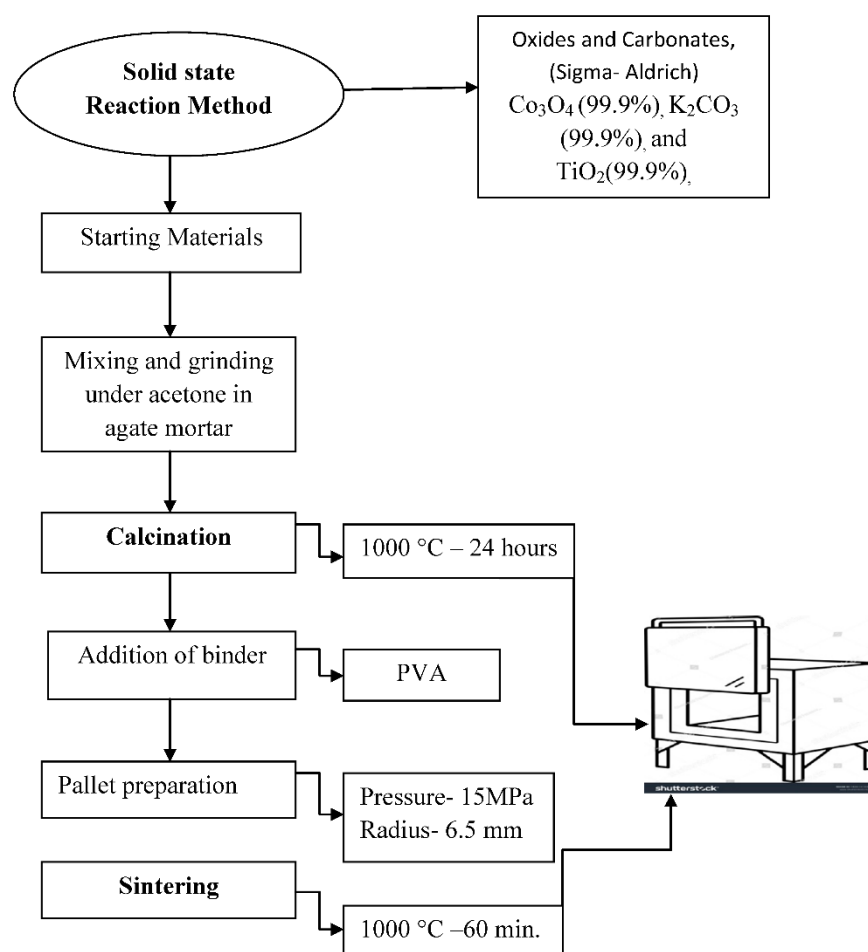 Solid state
Reaction Method
Oxides and Carbonates,
(Sigma- Aldrich)
Co₃O₄ (99.9%), K₂CO₃
(99.9%), and
TiO₂(99.9%),
Starting Materials
Mixing and grinding
under acetone in
agate mortar
Calcination
1000 °C – 24 hours
Addition of binder
PVA
Pallet preparation
Pressure- 15MPa
Radius- 6.5 mm
Sintering
1000 °C –60 min.
shutterstock